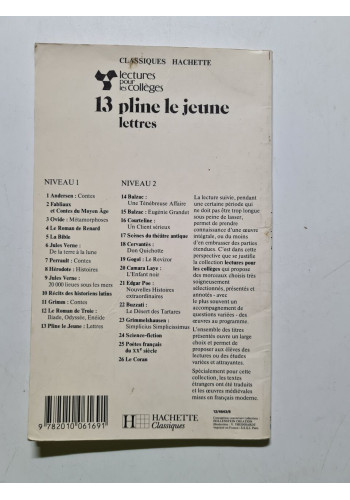 CLASSIQUES HACHETTE
lectures
pour
les collèges
13 pline le jeune
lettres
NIVEAU 1
1 Andersen : Contes
2 Fabliaux
et Contes du Moyen Âge
3 Ovide : Métamorphoses
4 Le Roman de Renard
5 La Bible
6 Jules Verne :
De la terre à la lune
7 Perrault : Contes
8 Hérodote : Histoires
9 Jules Verne :
20 000 lieues sous les mers
10 Récits des historiens latins
11 Grimm : Contes
12 Le Roman de Troie :
Iliade, Odyssée, Enéide
13 Pline le Jeune : Lettres
NIVEAU 2
14 Balzac :
Une Ténébreuse Affaire
15 Balzac : Eugénie Grandet
16 Courteline :
Un Client sérieux
17 Scènes du théâtre antique
18 Cervantès :
Don Quichotte
19 Gogol : Le Revizor
20 Camara Laye :
L'Enfant noir
21 Edgar Poe :
Nouvelles Histoires
extraordinaires
22 Buzzati :
Le Désert des Tartares
23 Grimmelshausen :
Simplicius Simplicissimus
24 Science-fiction
25 Poètes français
du XXe siècle
26 Le Coran
La lecture suivie, pendant
une certaine période qui
ne doit pas être trop longue
sous peine de lasser,
permet de prendre
connaissance d'une œuvre
intégrale, ou du moins
d'en embrasser des parties
étendues. C'est dans cette
perspective que se justifie
la collection lectures pour
les collèges qui propose
des morceaux choisis très
soigneusement
sélectionnés, présentés et
annotés - avec
le plus souvent un
accompagnement de
questions variées - des
œuvres au programme.
L'ensemble des titres
présentés ouvre un large
choix et permet de
proposer aux élèves des
lectures ou des études
variées et attrayantes.
Spécialement pour cette
collection, les textes
étrangers ont été traduits
et les œuvres médiévales
mises en français moderne.
H HACHETTE
Classiques
9 782010 061691